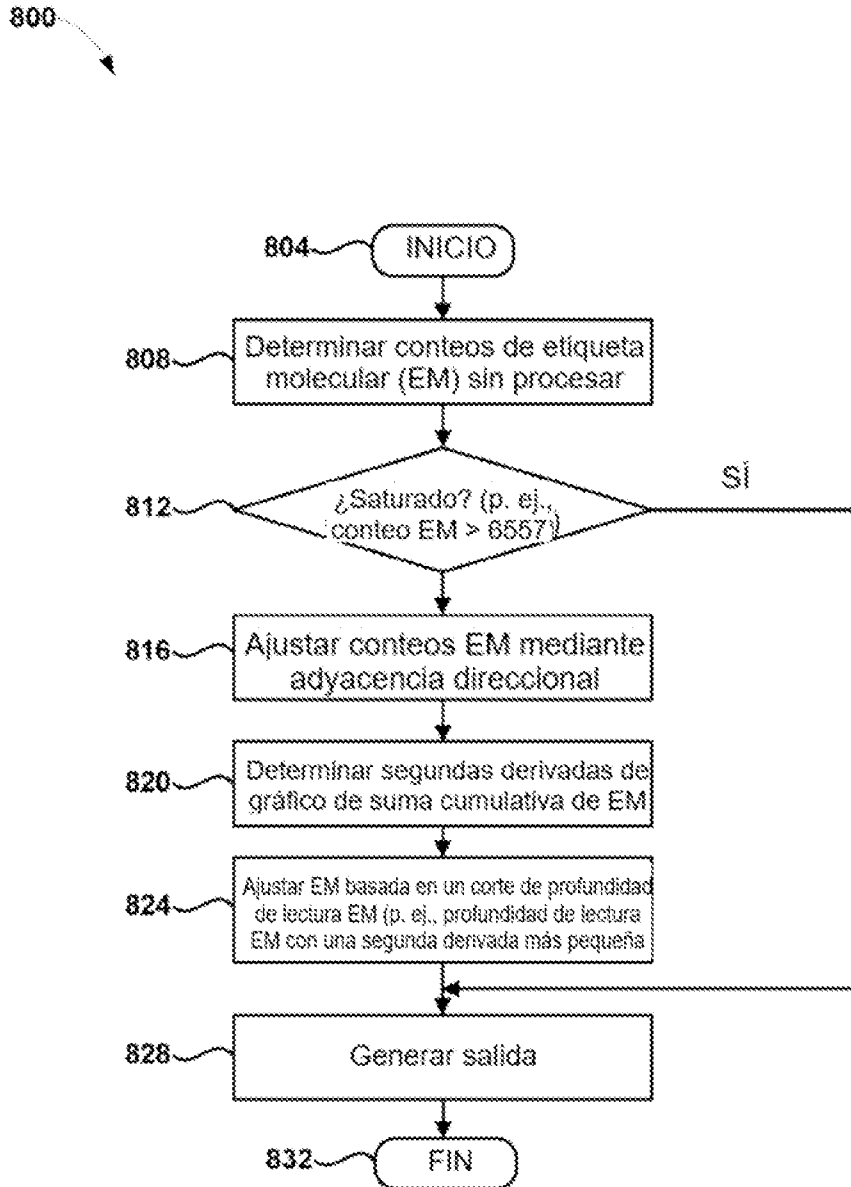 800
804
INICIO
808
Determinar conteos de etiqueta
molecular (EM) sin procesar
812
¿Saturado? (p. ej.,
conteo EM > 6557)
SÍ
816
Ajustar conteos EM mediante
adyacencia direccional
820
Determinar segundas derivadas de
gráfico de suma cumulativa de EM
824
Ajustar EM basada en un corte de profundidad
de lectura EM (p. ej., profundidad de lectura
EM con una segunda derivada más pequeña
828
Generar salida
832
FIN